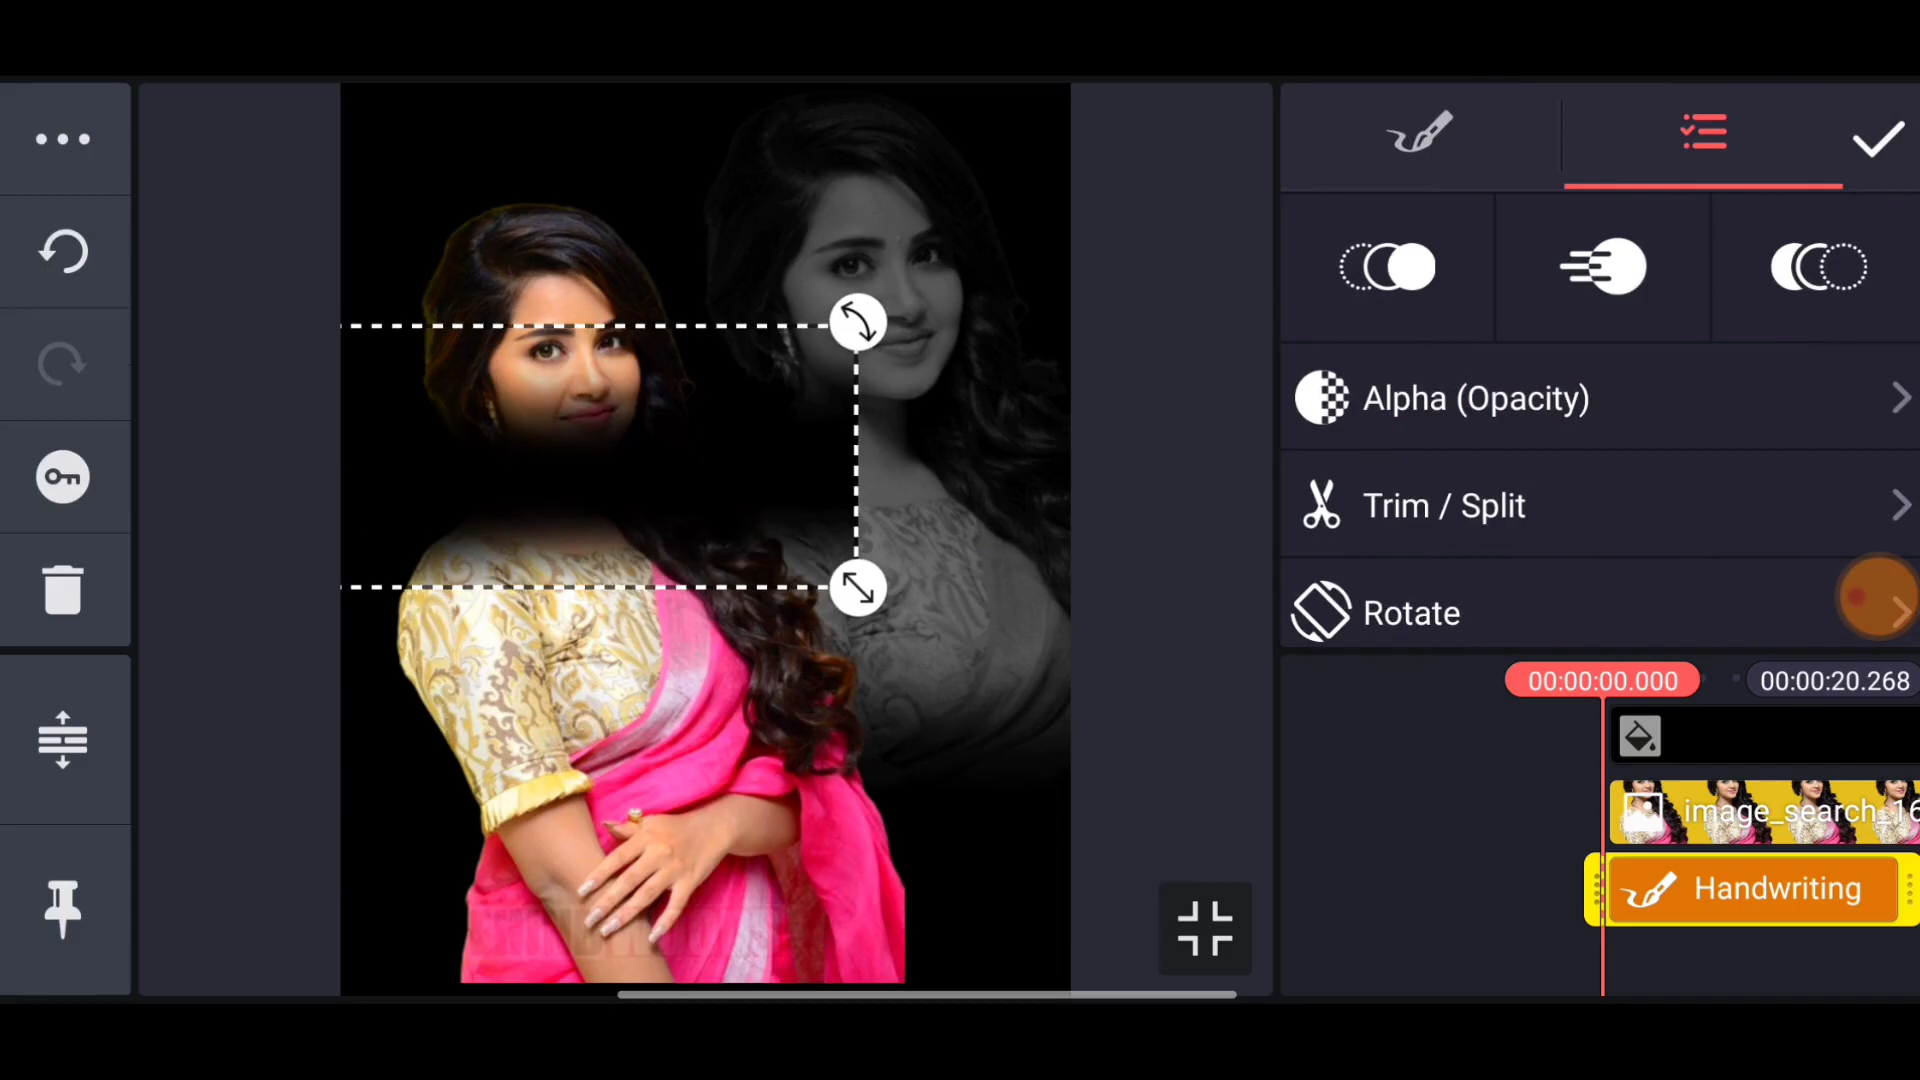 Alpha (Opacity)
Trim / Split
Rotate
00:00:00.000
00:00:20.268
image_search_16
Handwriting